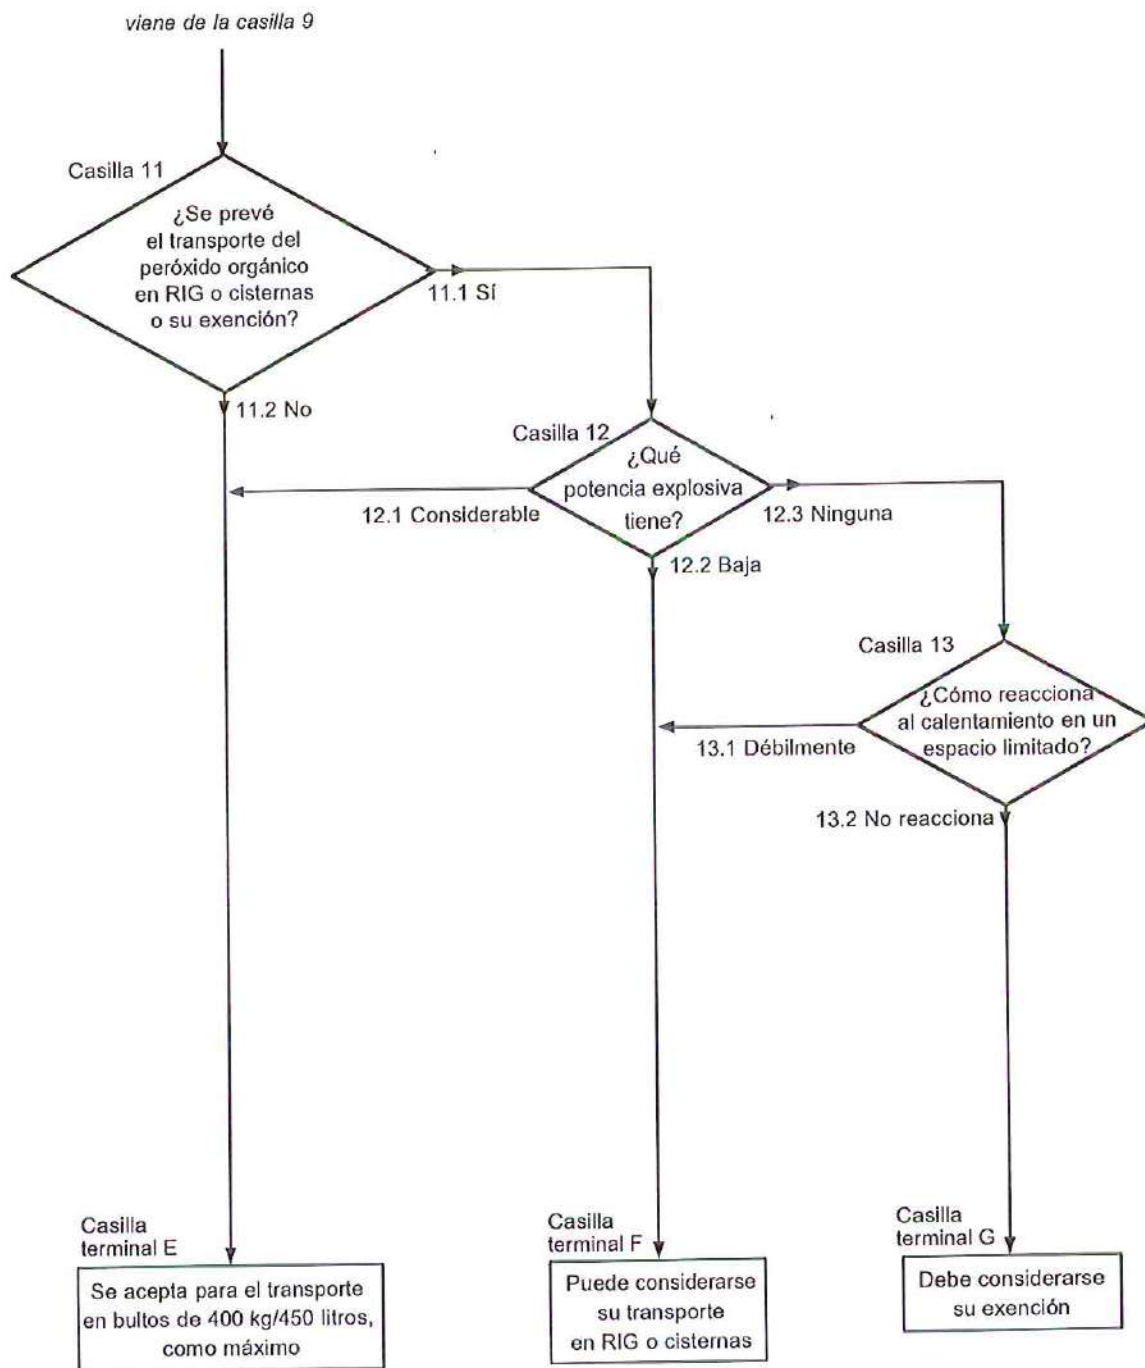 viene de la casilla 9
Casilla 11
¿Se prevé
el transporte del
peróxido orgánico
en RIG o cisternas
o su exención?
11.1 Sí
11.2 No
Casilla 12
¿Qué
potencia explosiva
tiene?
12.1 Considerable
12.3 Ninguna
12.2 Baja
Casilla 13
¿Cómo reacciona
al calentamiento en un
espacio limitado?
13.1 Débilmente
13.2 No reacciona
Casilla
terminal E
Se acepta para el transporte
en bultos de 400 kg/450 litros,
como máximo
Casilla
terminal F
Puede considerarse
su transporte
en RIG o cisternas
Casilla
terminal G
Debe considerarse
su exención